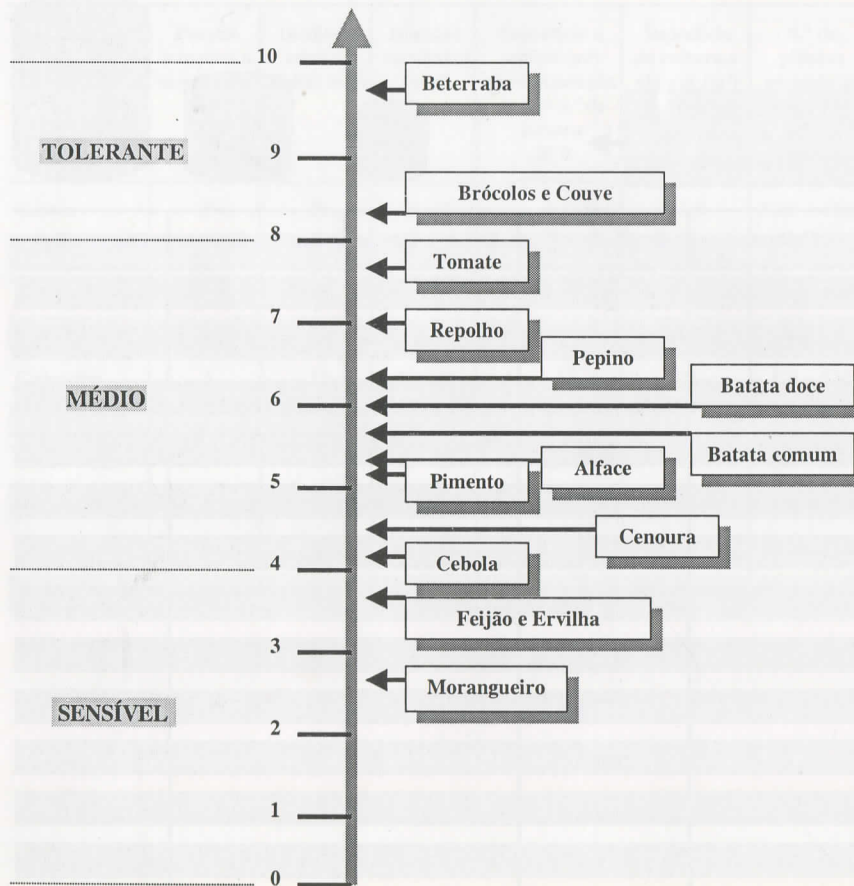 10
Beterraba
9
TOLERANTE
Brócolos e Couve
8
Tomate
7
Repolho
Pepino
Batata doce
MÉDIO
6
Batata comum
Alface
5
Pimento
Cenoura
Cebola
4
Feijão e Ervilha
3
Morangueiro
SENSÍVEL
2
1
0